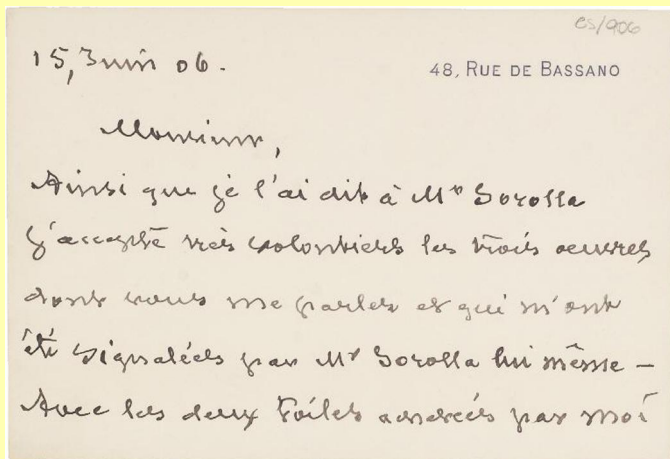 CS/906
15, Juin 06.
48, RUE DE BASSANO
Monsieur,
Ainsi que je l'ai dit à Mr Sorolla
j'accepte très volontiers les trois oeuvres
dont vous me parlez et qui m'ont
été signalées par Mr Sorolla lui même —
Avec les deux toiles par moi